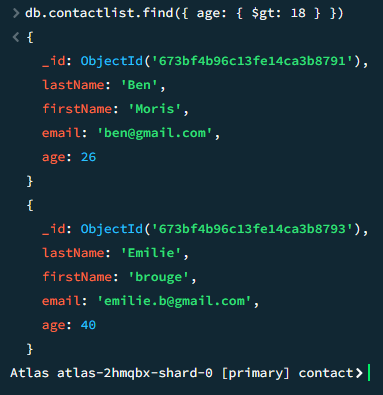 > db.contactlist.find({ age: { $gt: 18 } })
< {
_id: ObjectId('673bf4b96c13fe14ca3b8791'),
lastName: 'Ben',
firstName: 'Moris',
email: 'ben@gmail.com',
age: 26
}
{
_id: ObjectId('673bf4b96c13fe14ca3b8793'),
lastName: 'Emilie',
firstName: 'brouge',
email: 'emilie.b@gmail.com',
age: 40
}
Atlas atlas-2hmqbx-shard-0 [primary] contact>